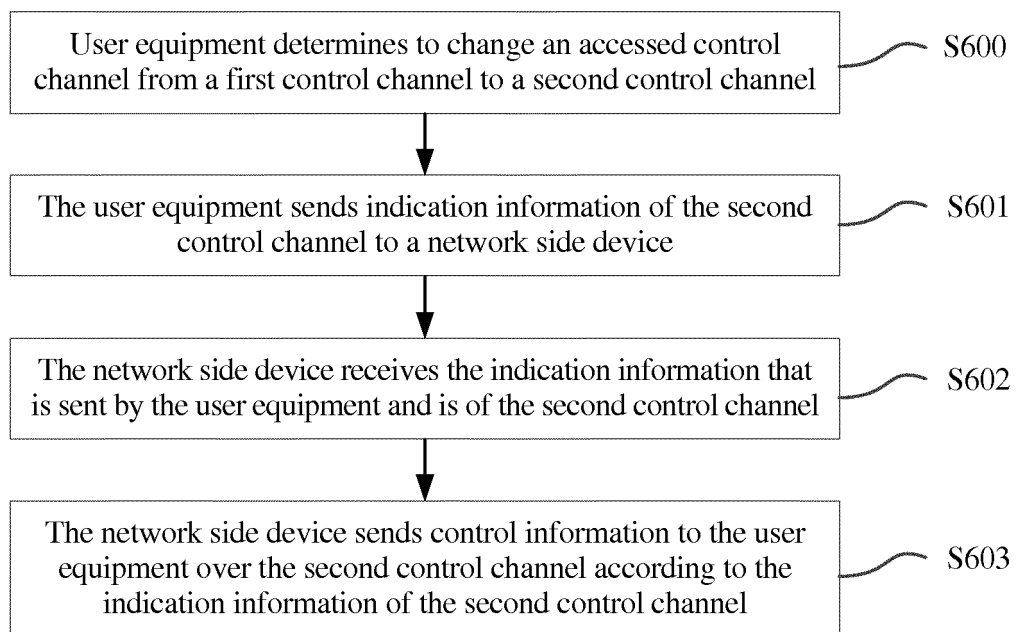 User equipment determines to change an accessed control
channel from a first control channel to a second control channel
S600
The user equipment sends indication information of the second
control channel to a network side device
S601
The network side device receives the indication information that
is sent by the user equipment and is of the second control channel
S602
The network side device sends control information to the user
equipment over the second control channel according to the
indication information of the second control channel
S603